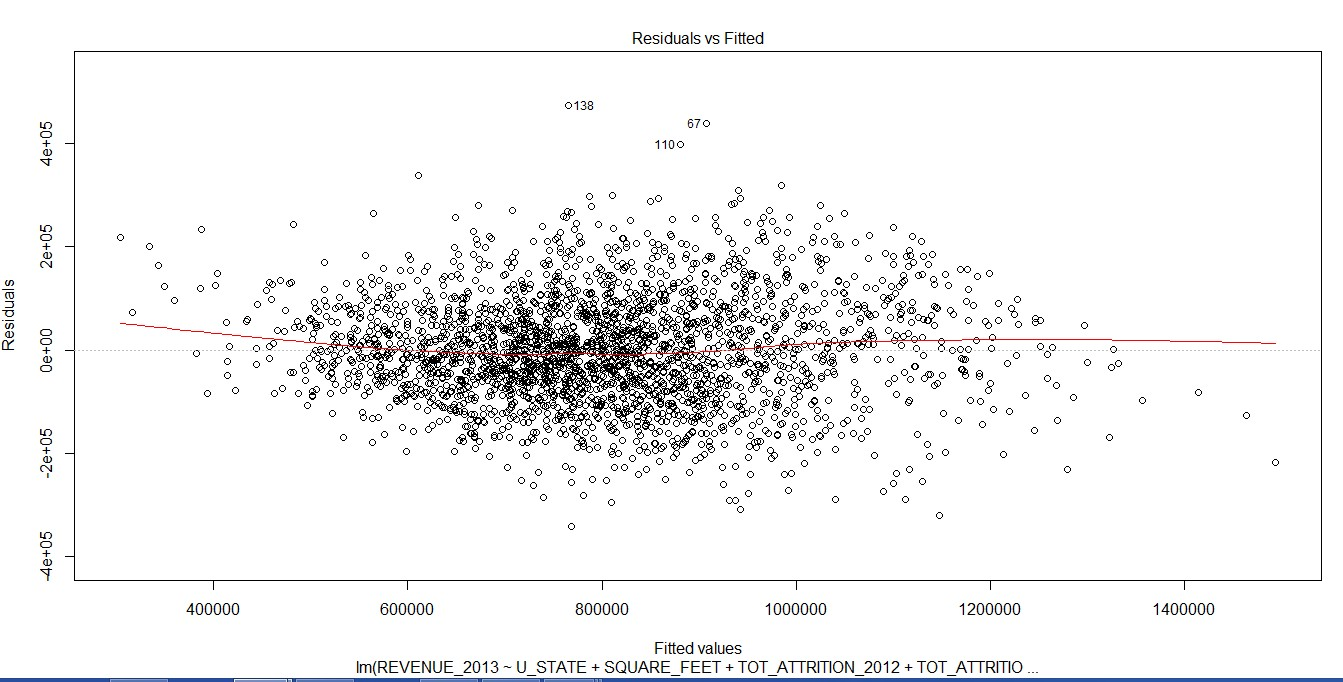 Residuals vs Fitted
138
67
110
4e+05
2e+05
0e+00
-2e+05
-4e+05
Residuals
400000 600000 800000 1000000 1200000 1400000
Fitted values
lm(REVENUE_2013 ~ U_STATE + SQUARE_FEET + TOT_ATTRITION_2012 + TOT_ATTRITIO ...